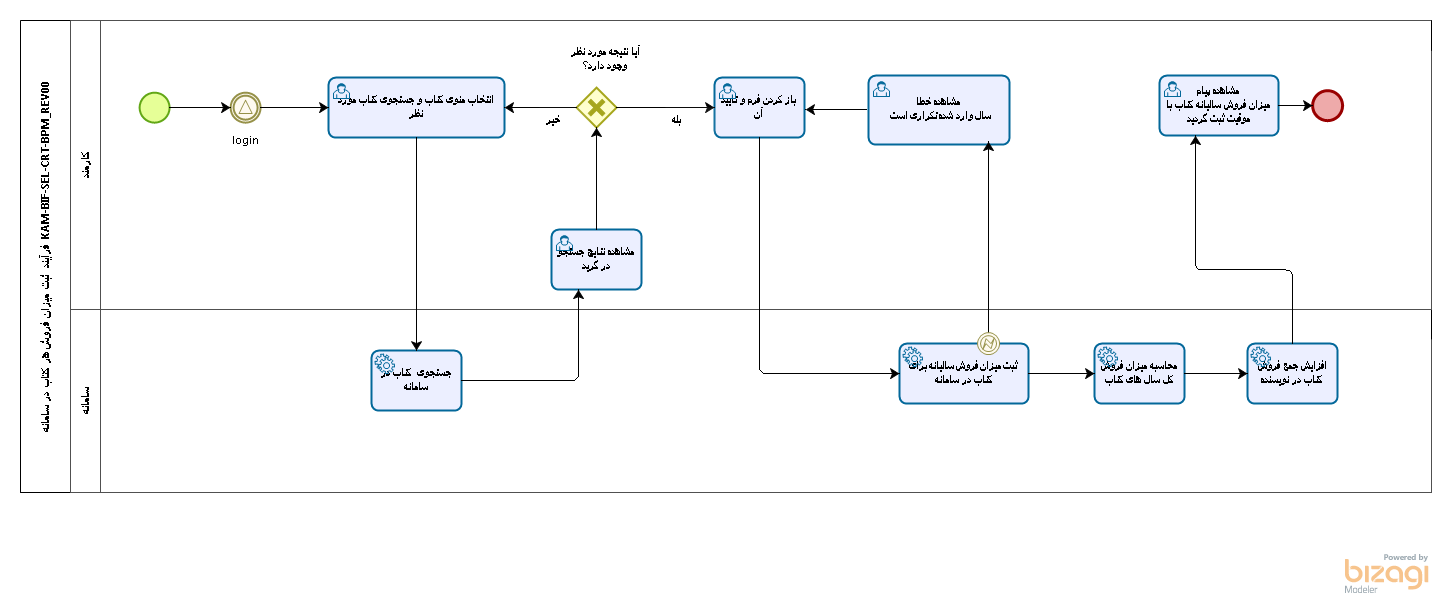 KAM-BIF-SEL-CRT-BPM_REV00 فرآیند ثبت میزان فروش هر کتاب در سامانه
کارمند
سامانه
login
انتخاب منوی کتاب و جستجوی کتاب مورد
نظر
آیا نتیجه مورد نظر
وجود دارد؟
خیر
بله
باز کردن فرم و تایید
آن
مشاهده خطا
سال وارد شده تکراری است
مشاهده پیام
میزان فروش سالیانه کتاب با
موفقیت ثبت گردید
مشاهده نتایج جستجو
در گرید
جستجوی کتاب در
سامانه
ثبت میزان فروش سالیانه برای
کتاب در سامانه
محاسبه میزان فروش
کل سال های کتاب
افزایش جمع فروش
کتاب در نویسنده
Powered by
bizagi
Modeler